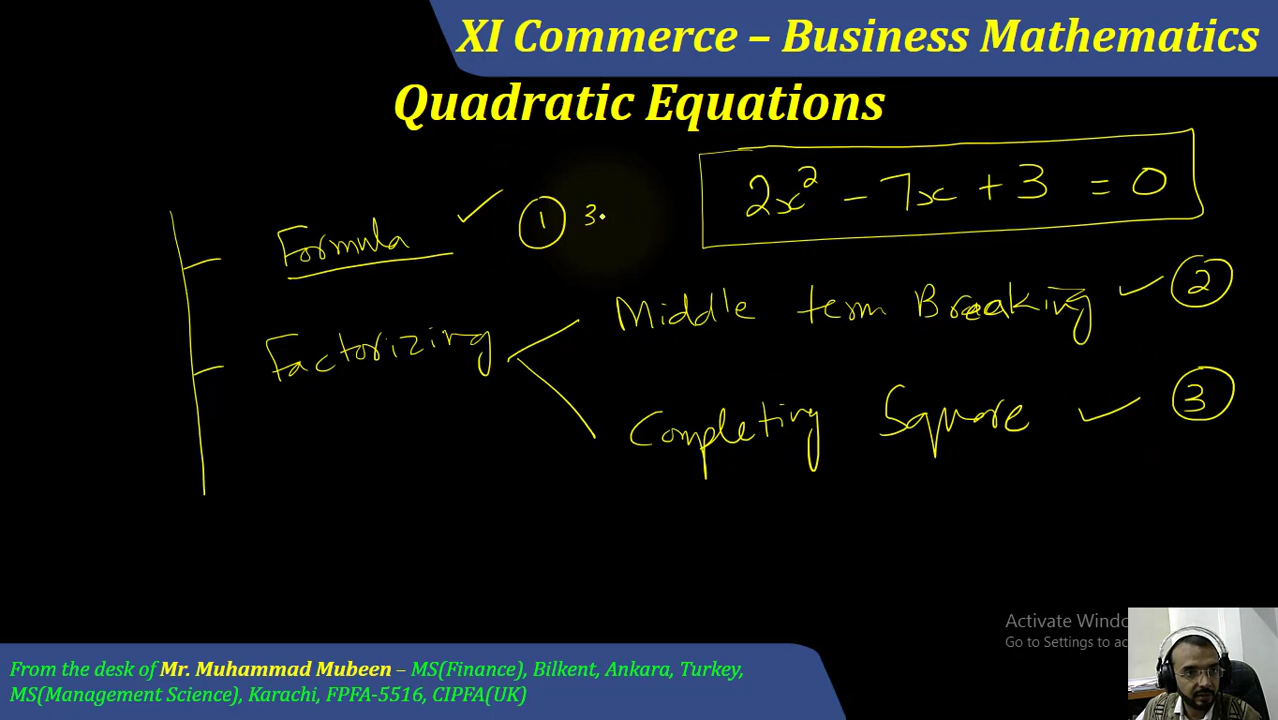 XI Commerce – Business Mathematics
Quadratic Equations
2x² - 7x + 3 = 0
Formula ✓ ① 3
Middle term Breaking ✓ ②
Factorizing
Completing Square ✓ ③
Activate Windo
Go to Settings to ac
From the desk of Mr. Muhammad Mubeen – MS(Finance), Bilkent, Ankara, Turkey,
MS(Management Science), Karachi, FPFA-5516, CIPFA(UK)